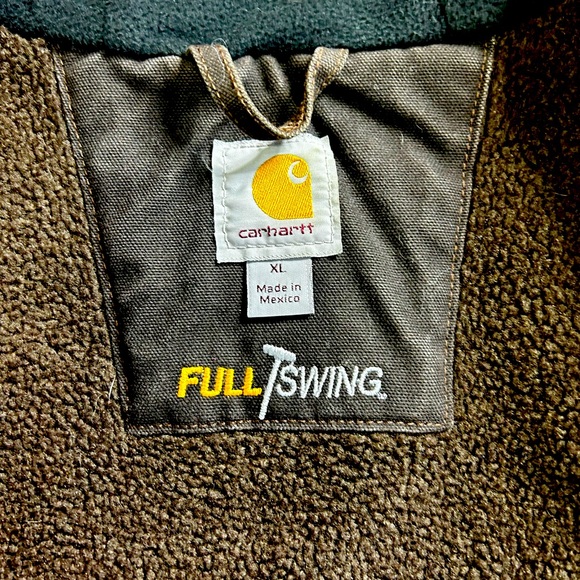 carhartt
XL
Made in
Mexico
FULL SWING